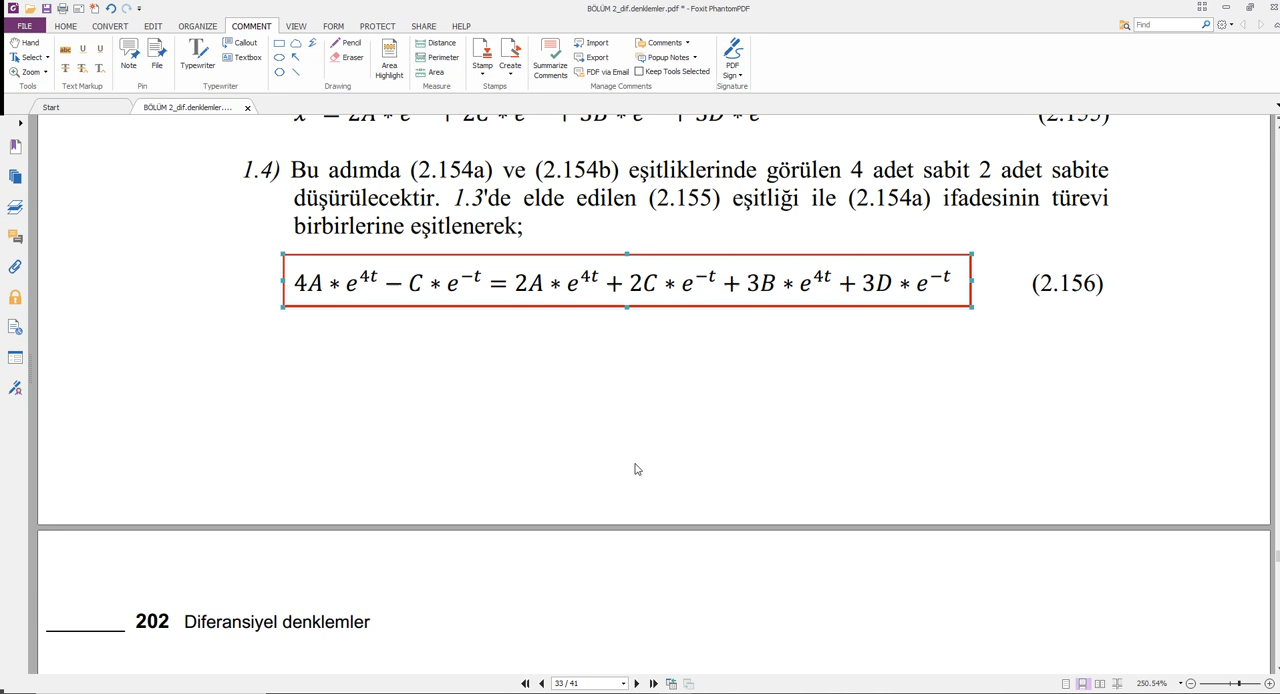 BÖLÜM 2_dif.denklemler.pdf * - Foxit PhantomPDF
FILE HOME CONVERT EDIT ORGANIZE COMMENT VIEW FORM PROTECT SHARE HELP
Find
Hand
Select
Zoom
Tools
Text Markup
Note
File
Pin
Typewriter
Callout
Textbox
Typewriter
Pencil
Eraser
Drawing
Area
Highlight
Distance
Perimeter
Area
Measure
Stamp
Create
Stamps
Summarize
Comments
Import
Export
FDF via Email
Comments
Popup Notes
Keep Tools Selected
Manage Comments
PDF
Sign
Signature
Start
BÖLÜM 2_dif.denklemler....
(2.155)
1.4) Bu adımda (2.154a) ve (2.154b) eşitliklerinde görülen 4 adet sabit 2 adet sabite
düşürülecektir. 1.3'de elde edilen (2.155) eşitliği ile (2.154a) ifadesinin türevi
birbirlerine eşitlenerek;
4A * e^{4t} − C * e^{−t} = 2A * e^{4t} + 2C * e^{−t} + 3B * e^{4t} + 3D * e^{−t} (2.156)
202 Diferansiyel denklemler
33 / 41
250.54%